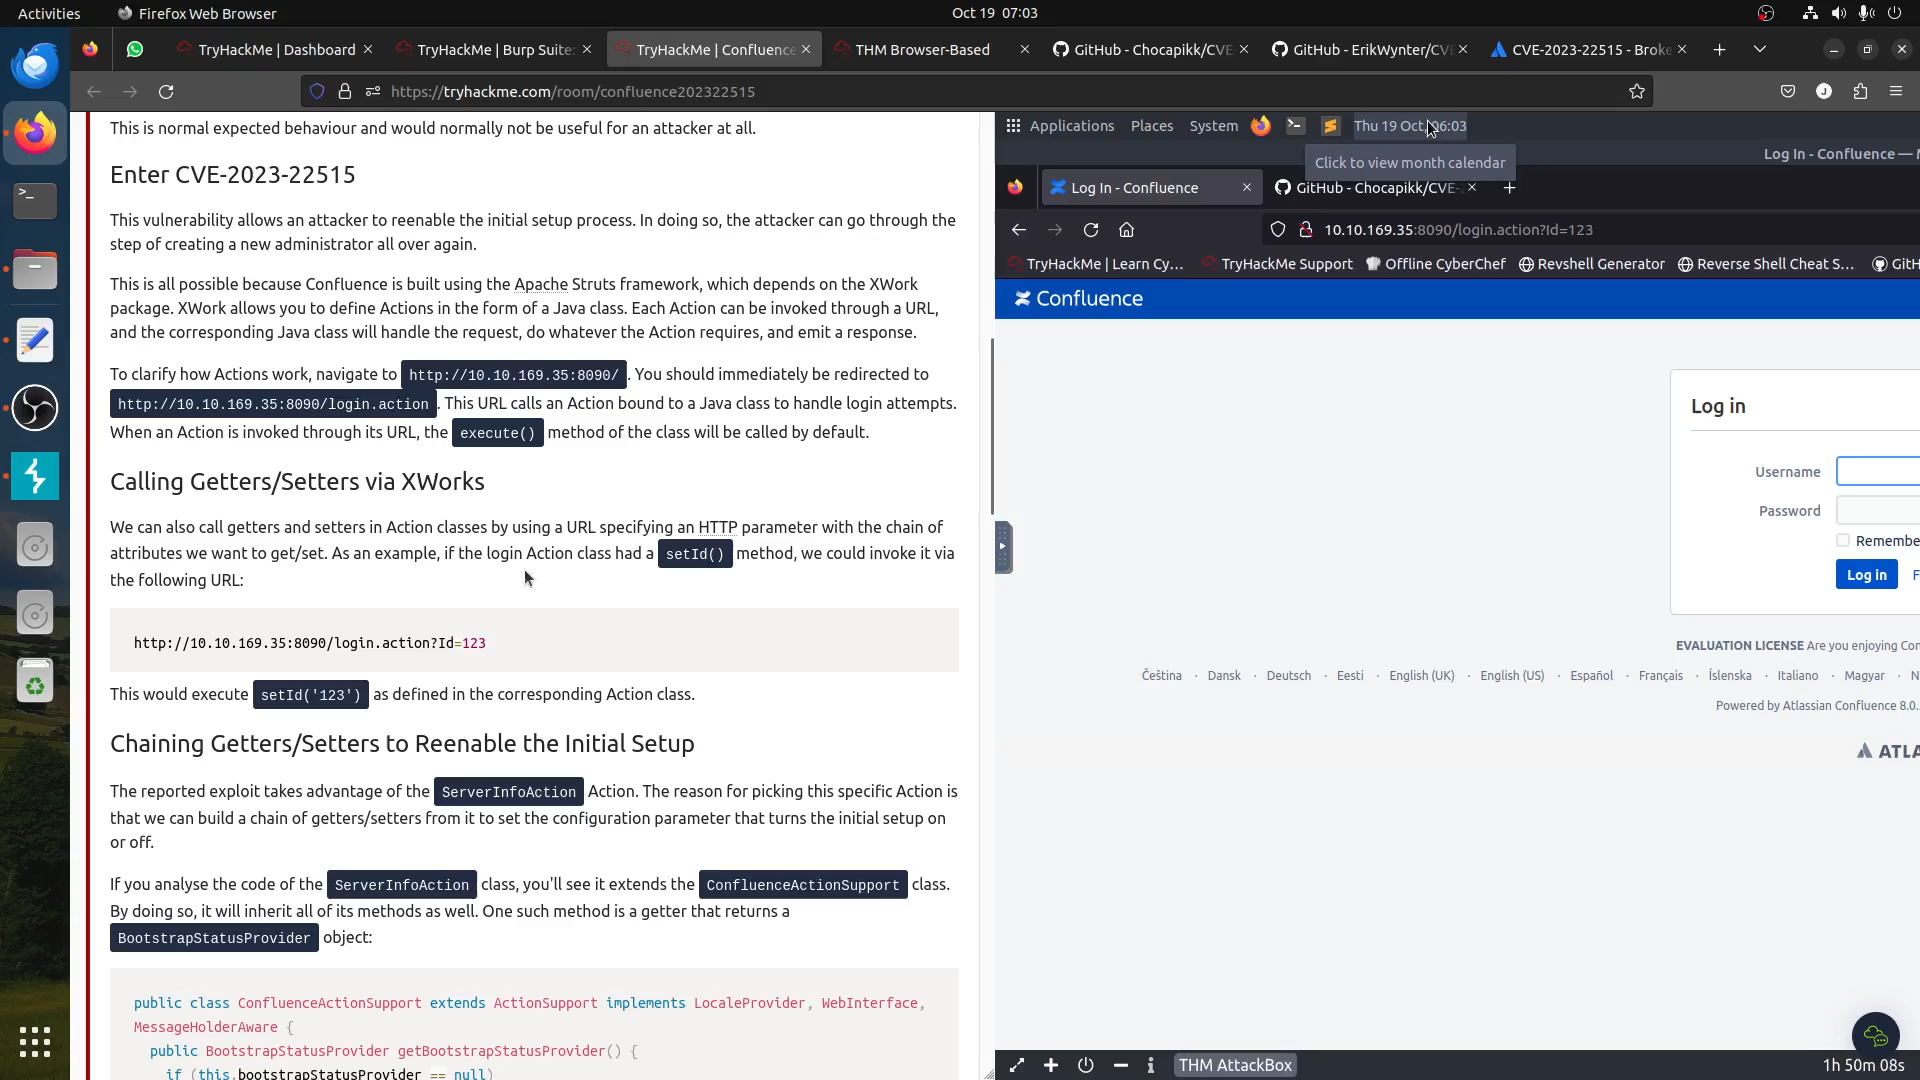 Activities
Firefox Web Browser
Oct 19 07:03
TryHackMe | Dashboard
TryHackMe | Burp Suite:
TryHackMe | Confluence
THM Browser-Based
GitHub - Chocapikk/CVE
GitHub - ErikWynter/CVE
CVE-2023-22515 - Broke
https://tryhackme.com/room/confluence202322515
This is normal expected behaviour and would normally not be useful for an attacker at all.
Enter CVE-2023-22515
This vulnerability allows an attacker to reenable the initial setup process. In doing so, the attacker can go through the
step of creating a new administrator all over again.
This is all possible because Confluence is built using the Apache Struts framework, which depends on the XWork
package. XWork allows you to define Actions in the form of a Java class. Each Action can be invoked through a URL,
and the corresponding Java class will handle the request, do whatever the Action requires, and emit a response.
To clarify how Actions work, navigate to http://10.10.169.35:8090/ . You should immediately be redirected to
http://10.10.169.35:8090/login.action . This URL calls an Action bound to a Java class to handle login attempts.
When an Action is invoked through its URL, the execute() method of the class will be called by default.
Calling Getters/Setters via XWorks
We can also call getters and setters in Action classes by using a URL specifying an HTTP parameter with the chain of
attributes we want to get/set. As an example, if the login Action class had a setId() method, we could invoke it via
the following URL:
http://10.10.169.35:8090/login.action?Id=123
This would execute setId('123') as defined in the corresponding Action class.
Chaining Getters/Setters to Reenable the Initial Setup
The reported exploit takes advantage of the ServerInfoAction Action. The reason for picking this specific Action is
that we can build a chain of getters/setters from it to set the configuration parameter that turns the initial setup on
or off.
If you analyse the code of the ServerInfoAction class, you'll see it extends the ConfluenceActionSupport class.
By doing so, it will inherit all of its methods as well. One such method is a getter that returns a
BootstrapStatusProvider object:
public class ConfluenceActionSupport extends ActionSupport implements LocaleProvider, WebInterface,
MessageHolderAware {
public BootstrapStatusProvider getBootstrapStatusProvider() {
if (this.bootstrapStatusProvider == null)
Applications Places System
Thu 19 Oct, 06:03
Log In - Confluence —
Click to view month calendar
Log In - Confluence
GitHub - Chocapikk/CVE-
10.10.169.35:8090/login.action?Id=123
TryHackMe | Learn Cy...
TryHackMe Support
Offline CyberChef
Revshell Generator
Reverse Shell Cheat S...
GitH
Confluence
Log in
Username
Password
Remembe
Log in
F
EVALUATION LICENSE Are you enjoying Con
Čeština · Dansk · Deutsch · Eesti · English (UK) · English (US) · Español · Français · Íslenska · Italiano · Magyar · N
Powered by Atlassian Confluence 8.0.
ATL
THM AttackBox
1h 50m 08s